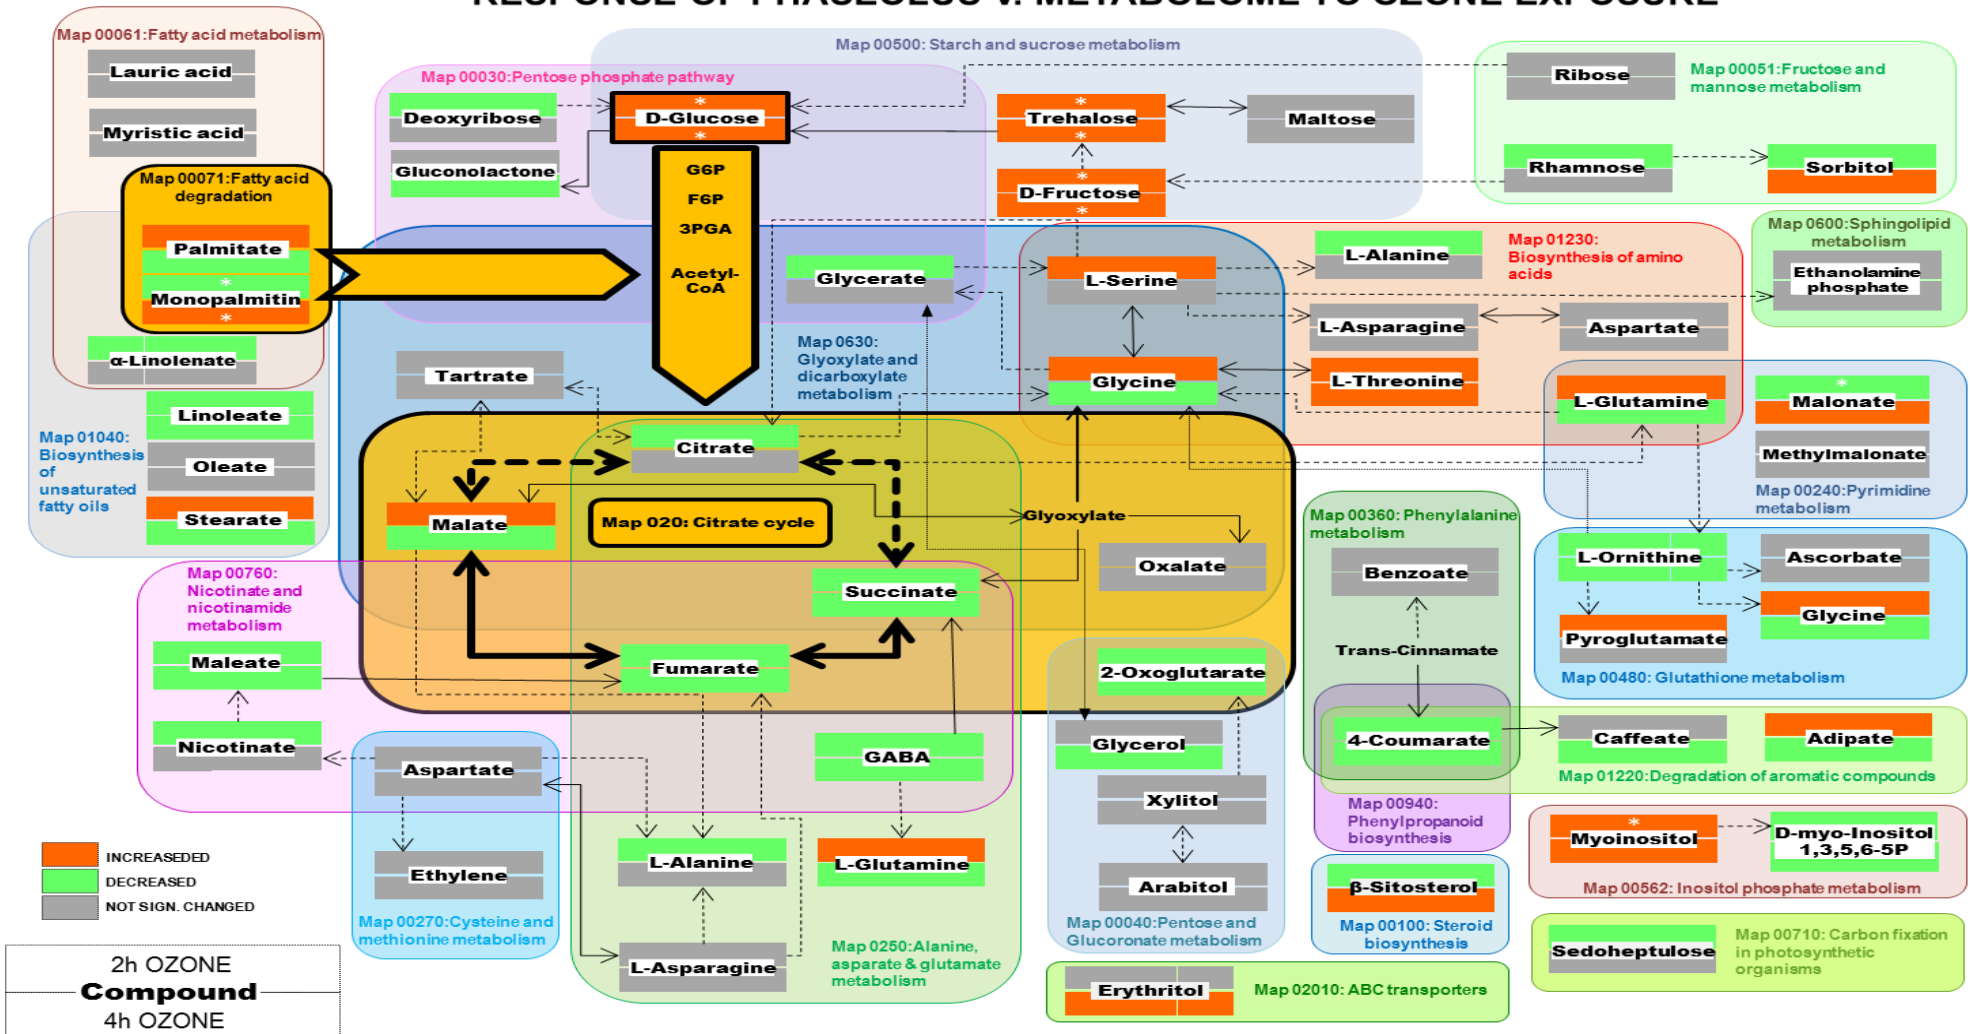 RESPONSE OF PHASEOLUS V. METABOLOME TO OZONE EXPOSURE
Map 00061:Fatty acid metabolism
Lauric acid
Myristic acid
Map 00071:Fatty acid
degradation
Palmitate
*
Monopalmitin
*
α-Linolenate
Linoleate
Map 01040:
Biosynthesis
of
unsaturated
fatty oils
Oleate
Stearate
Map 00500: Starch and sucrose metabolism
Map 00030:Pentose phosphate pathway
Deoxyribose
Gluconolactone
*
D-Glucose
*
*
Trehalose
*
Maltose
*
D-Fructose
*
G6P
F6P
3PGA
Acetyl-
CoA
Ribose
Map 00051:Fructose and
mannose metabolism
Rhamnose
Sorbitol
Map 0600:Sphingolipid
metabolism
Ethanolamine
phosphate
Glycerate
L-Serine
L-Alanine
Map 01230:
Biosynthesis of amino
acids
L-Asparagine
Aspartate
Glycine
L-Threonine
L-Glutamine
*
Malonate
Methylmalonate
Map 00240:Pyrimidine
metabolism
Map 0630:
Glyoxylate and
dicarboxylate
metabolism
Tartrate
Citrate
Malate
Map 020: Citrate cycle
Glyoxylate
Oxalate
Succinate
Fumarate
2-Oxoglutarate
Map 00760:
Nicotinate and
nicotinamide
metabolism
Maleate
Nicotinate
Aspartate
Ethylene
Map 00270:Cysteine and
methionine metabolism
GABA
L-Alanine
L-Glutamine
L-Asparagine
Map 0250:Alanine,
asparate & glutamate
metabolism
Glycerol
Xylitol
Arabitol
Map 00040:Pentose and
Glucoronate metabolism
Map 00360: Phenylalanine
metabolism
Benzoate
Trans-Cinnamate
4-Coumarate
Map 00940:
Phenylpropanoid
biosynthesis
L-Ornithine
Ascorbate
Glycine
Pyroglutamate
Map 00480: Glutathione metabolism
Caffeate
Adipate
Map 01220:Degradation of aromatic compounds
*
Myoinositol
D-myo-Inositol
1,3,5,6-5P
Map 00562: Inositol phosphate metabolism
β-Sitosterol
Map 00100: Steroid
biosynthesis
Sedoheptulose
Map 00710: Carbon fixation
in photosynthetic
organisms
Erythritol
Map 02010: ABC transporters
INCREASEDED
DECREASED
NOT SIGN. CHANGED
2h OZONE
Compound
4h OZONE